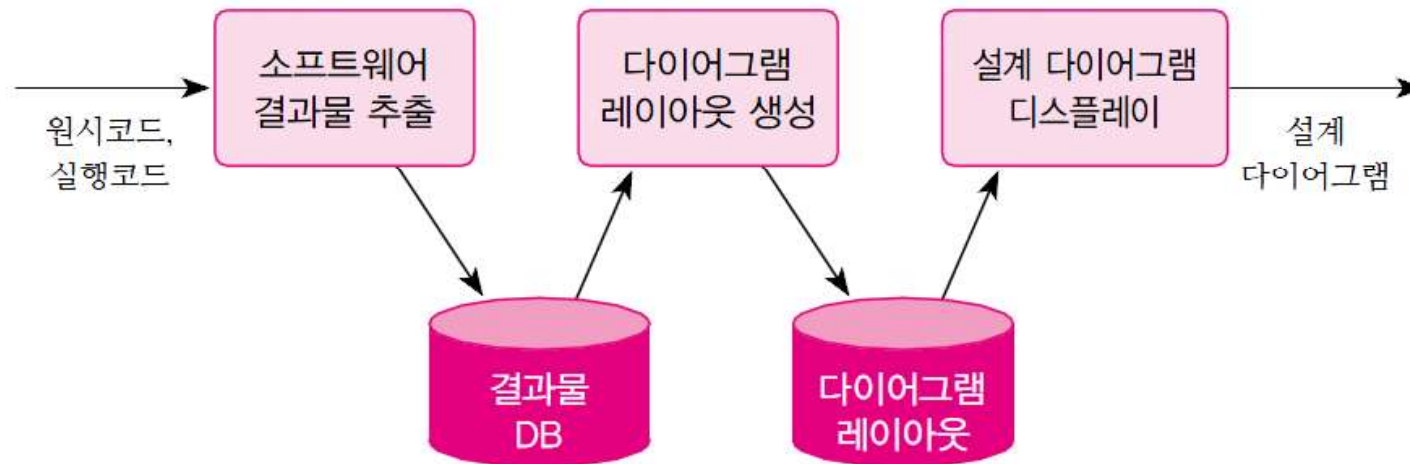 원시코드,
실행코드
소프트웨어
결과물 추출
다이어그램
레이아웃 생성
설계 다이어그램
디스플레이
설계
다이어그램
결과물
DB
다이어그램
레이아웃